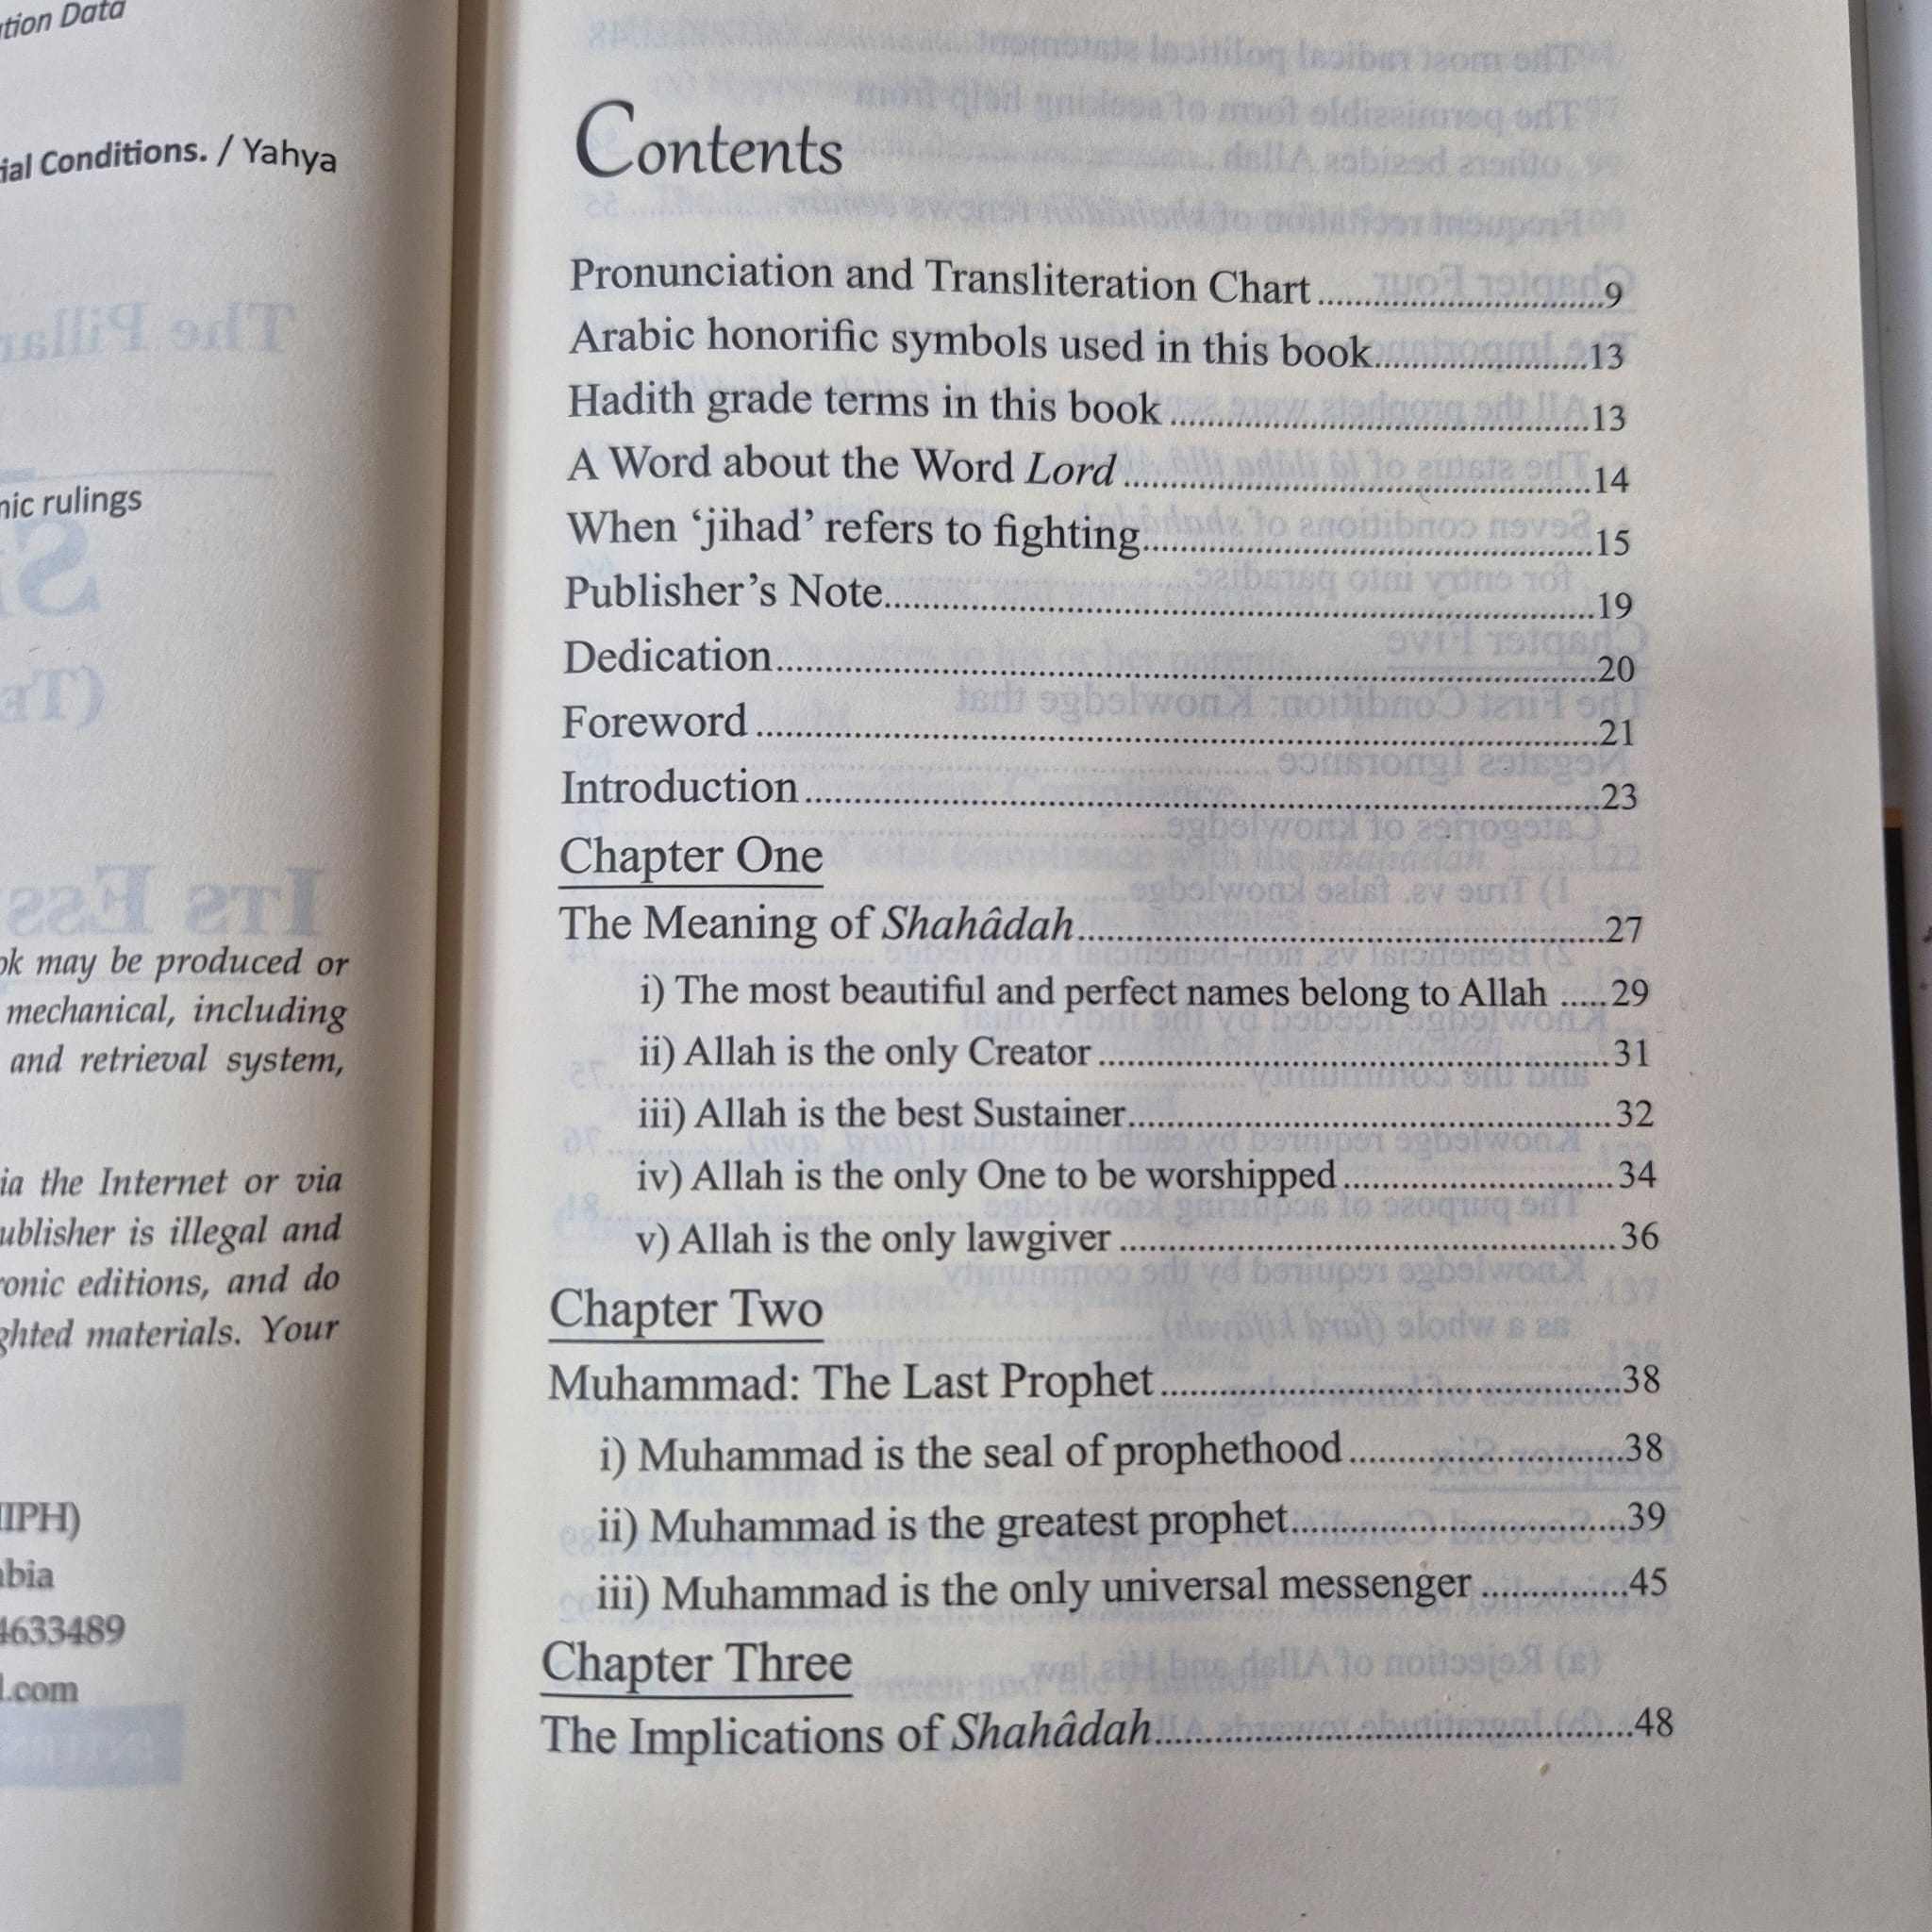 tion Data
ial Conditions. / Yahya
The Pillar
nic rulings
Its Ess
ok may be produced or
mechanical, including
and retrieval system,
ia the Internet or via
ublisher is illegal and
ronic editions, and do
ghted materials. Your
IIPH)
abia
4633489
l.com
Contents
Pronunciation and Transliteration Chart..............................9
Arabic honorific symbols used in this book......................13
Hadith grade terms in this book..........................................13
A Word about the Word Lord..............................................14
When ‘jihad’ refers to fighting............................................15
Publisher’s Note...................................................................19
Dedication.............................................................................20
Foreword...............................................................................21
Introduction..........................................................................23
Chapter One
The Meaning of Shahâdah..................................................27
i) The most beautiful and perfect names belong to Allah .....29
ii) Allah is the only Creator.................................................31
iii) Allah is the best Sustainer..............................................32
iv) Allah is the only One to be worshipped..........................34
v) Allah is the only lawgiver...............................................36
Chapter Two
Muhammad: The Last Prophet...........................................38
i) Muhammad is the seal of prophethood..........................38
ii) Muhammad is the greatest prophet................................39
iii) Muhammad is the only universal messenger...............45
Chapter Three
The Implications of Shahâdah.............................................48